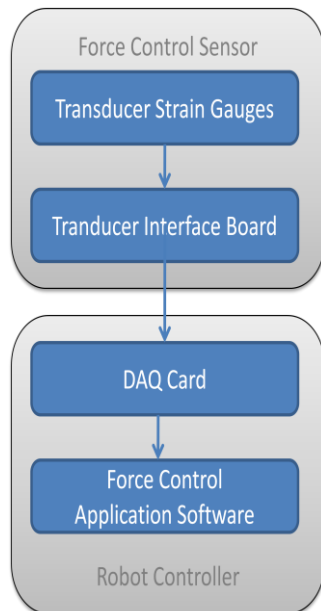 Force Control Sensor
Transducer Strain Gauges
Tranducer Interface Board
DAQ Card
Force Control
Application Software
Robot Controller